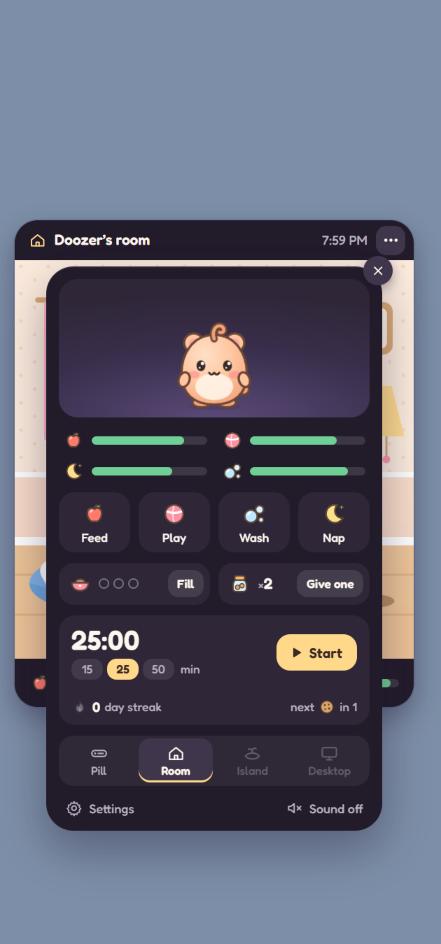 Doozer's room
7:59 PM
Feed
Play
Wash
Nap
Fill
×2
Give one
25:00
15
25
50
min
Start
0 day streak
next in 1
Pill
Room
Island
Desktop
Settings
Sound off